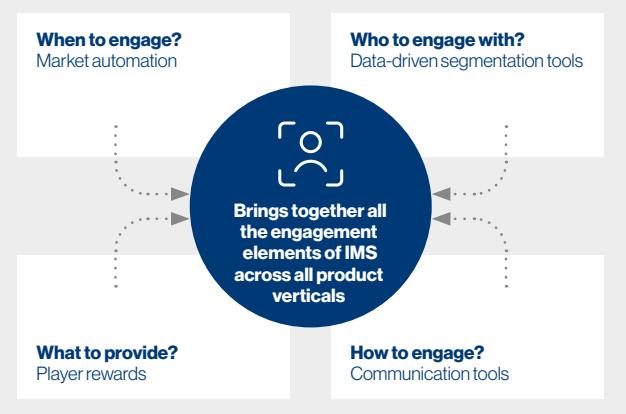 When to engage?
Market automation
Who to engage with?
Data-driven segmentation tools
Brings together all
the engagement
elements of IMS
across all product
verticals
What to provide?
Player rewards
How to engage?
Communication tools